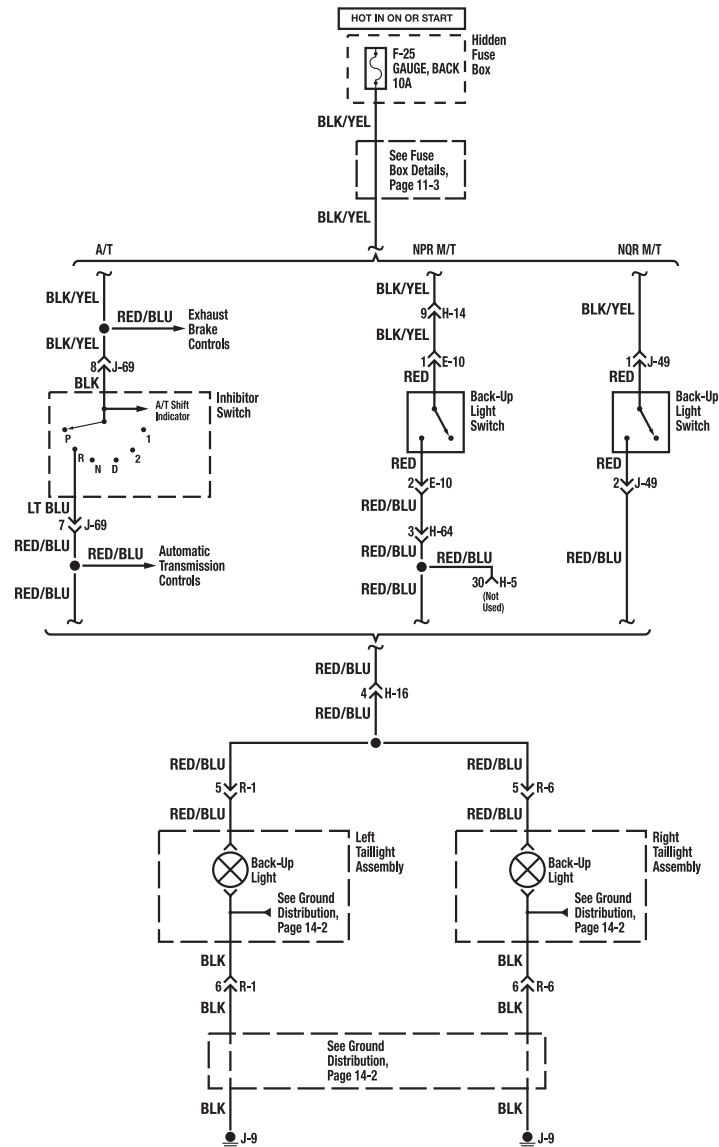 HOT IN ON OR START
Hidden
Fuse
Box
F-25
GAUGE, BACK
10A
BLK/YEL
See Fuse
Box Details,
Page 11-3
BLK/YEL
A/T
NPR M/T
NQR M/T
BLK/YEL
RED/BLU
Exhaust
Brake
Controls
BLK/YEL
8 J-69
BLK
Inhibitor
Switch
A/T Shift
Indicator
P
R
N
D
2
1
LT BLU
7 J-69
RED/BLU
RED/BLU
Automatic
Transmission
Controls
RED/BLU
BLK/YEL
9 H-14
BLK/YEL
1 E-10
RED
Back-Up
Light
Switch
RED
2 E-10
RED/BLU
3 H-64
RED/BLU
RED/BLU
30 H-5
(Not
Used)
RED/BLU
BLK/YEL
1 J-49
RED
Back-Up
Light
Switch
RED
2 J-49
RED/BLU
RED/BLU
4 H-16
RED/BLU
RED/BLU
5 R-1
RED/BLU
Left
Taillight
Assembly
Back-Up
Light
See Ground
Distribution,
Page 14-2
BLK
6 R-1
BLK
RED/BLU
5 R-6
RED/BLU
Right
Taillight
Assembly
Back-Up
Light
See Ground
Distribution,
Page 14-2
BLK
6 R-6
BLK
See Ground
Distribution,
Page 14-2
BLK
J-9
BLK
J-9